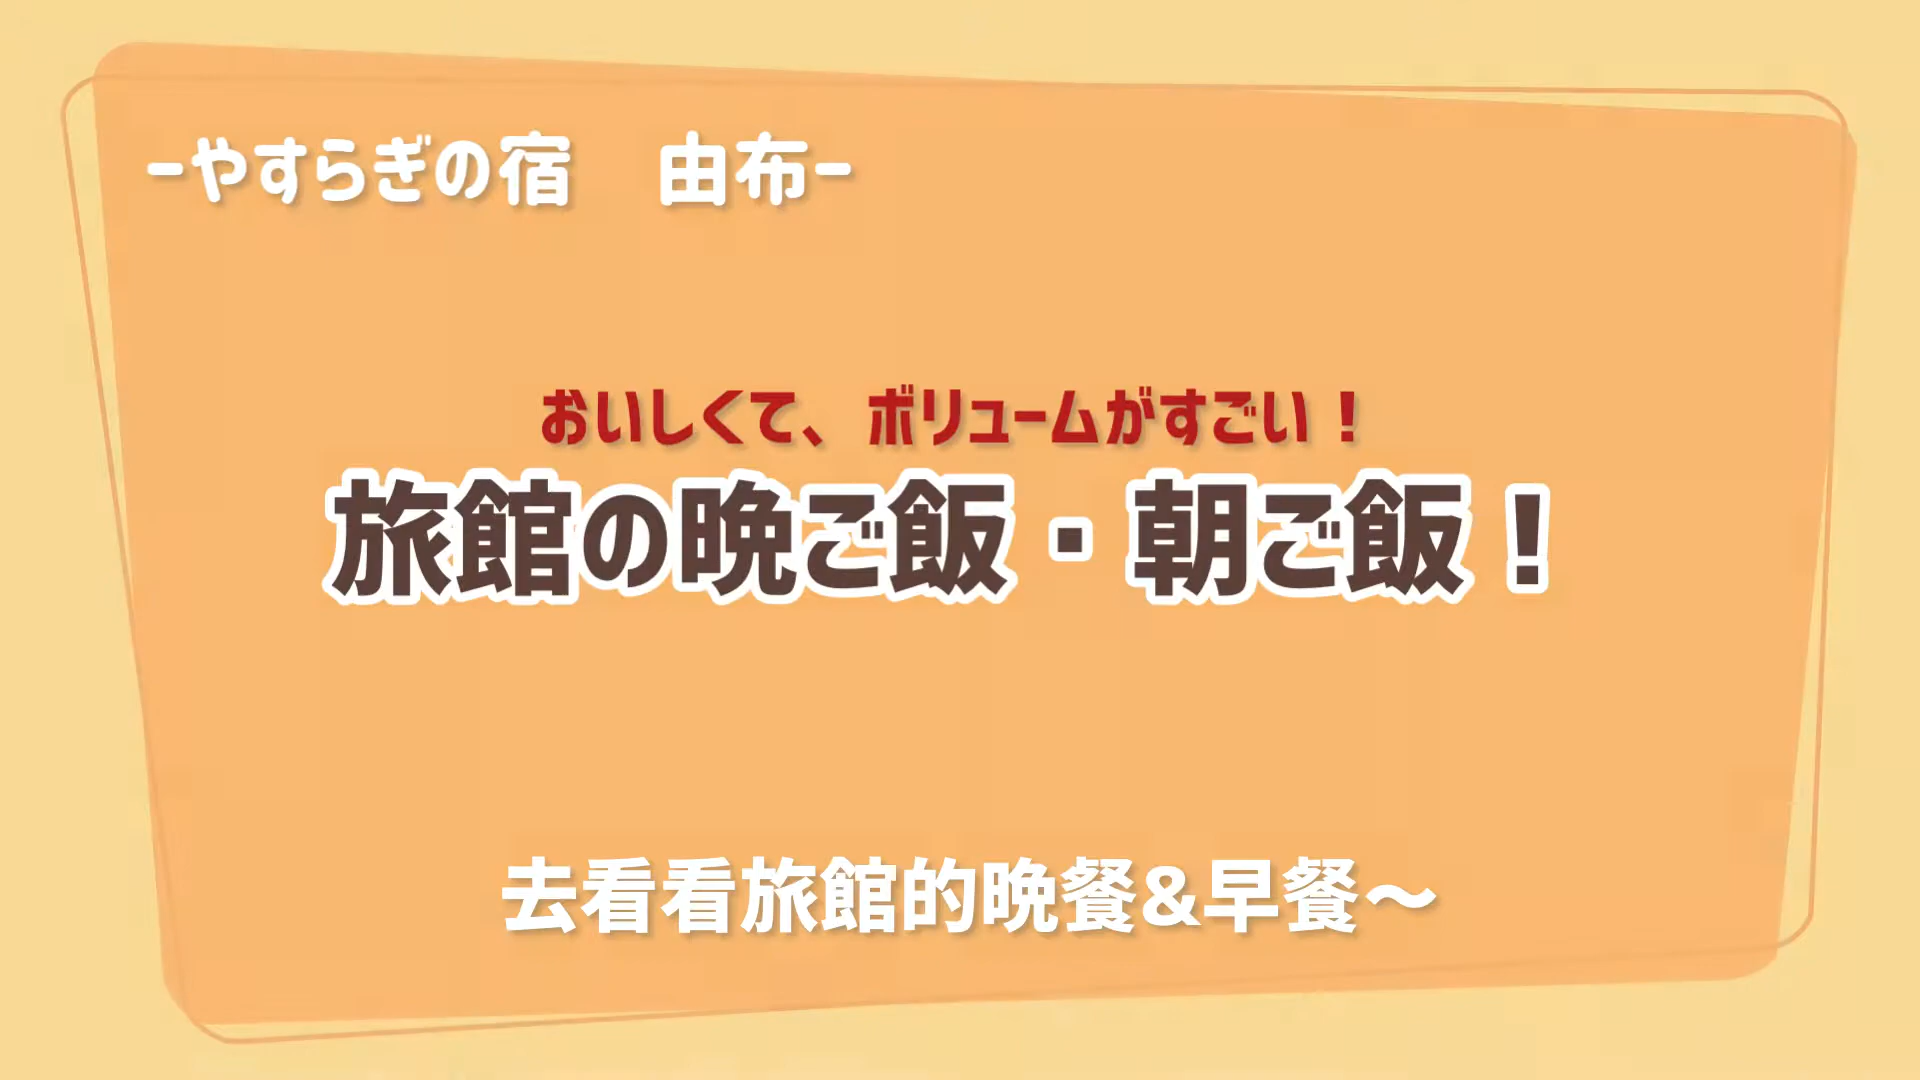 -やすらぎの宿　由布-
おいしくて、ボリュームがすごい！
旅館の晩ご飯・朝ご飯！
去看看旅館的晩餐&早餐～